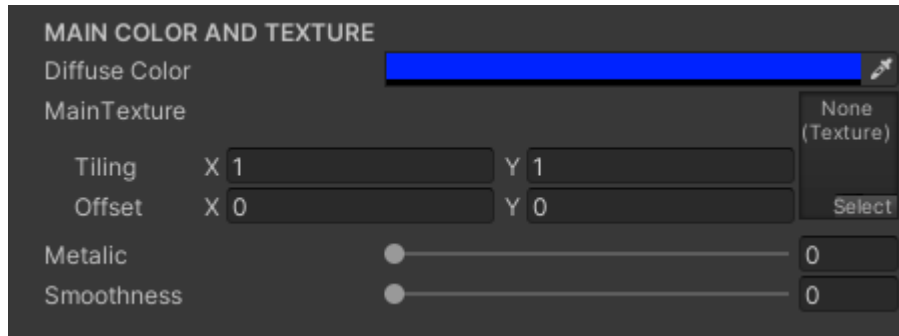 MAIN COLOR AND TEXTURE
Diffuse Color
MainTexture
None
(Texture)
Tiling X 1 Y 1
Offset X 0 Y 0
Select
Metalic 0
Smoothness 0